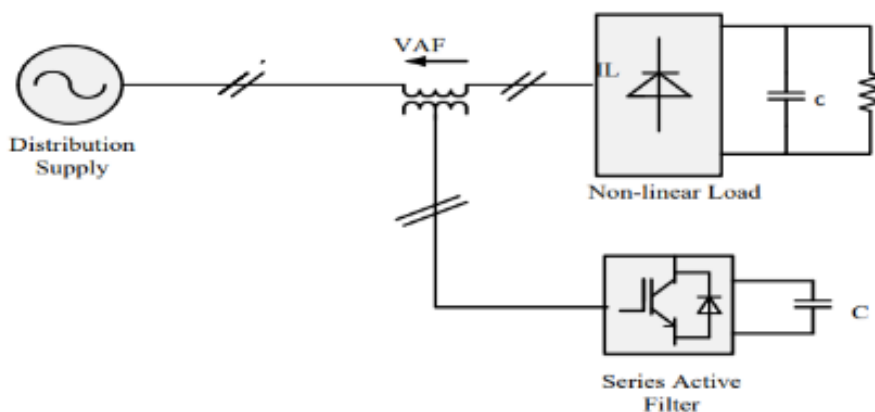 VAF
IL
c
Distribution
Supply
Non-linear Load
C
Series Active
Filter